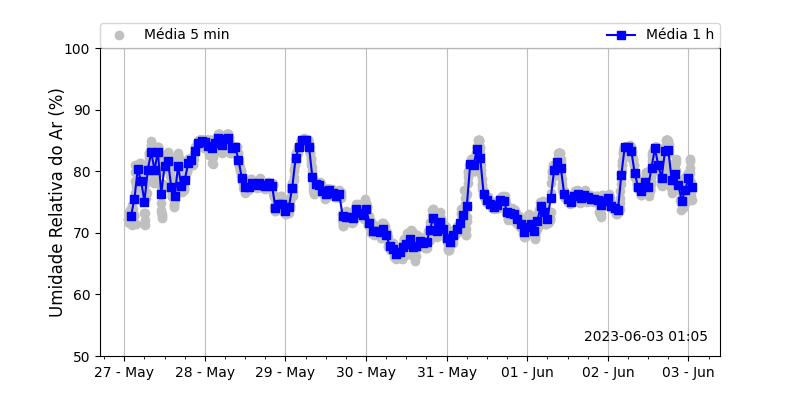 Média 5 min
Média 1 h
Umidade Relativa do Ar (%)
100
90
80
70
60
50
2023-06-03 01:05
27 - May
28 - May
29 - May
30 - May
31 - May
01 - Jun
02 - Jun
03 - Jun